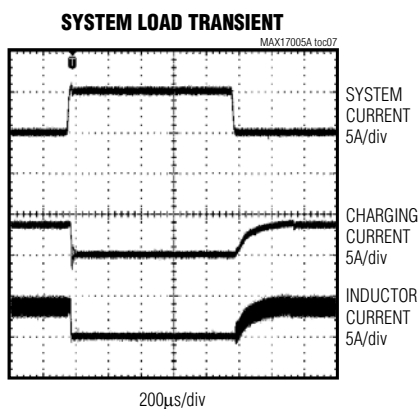 SYSTEM LOAD TRANSIENT
MAX17005A toc07
T
SYSTEM
CURRENT
5A/div
CHARGING
CURRENT
5A/div
INDUCTOR
CURRENT
5A/div
200µs/div